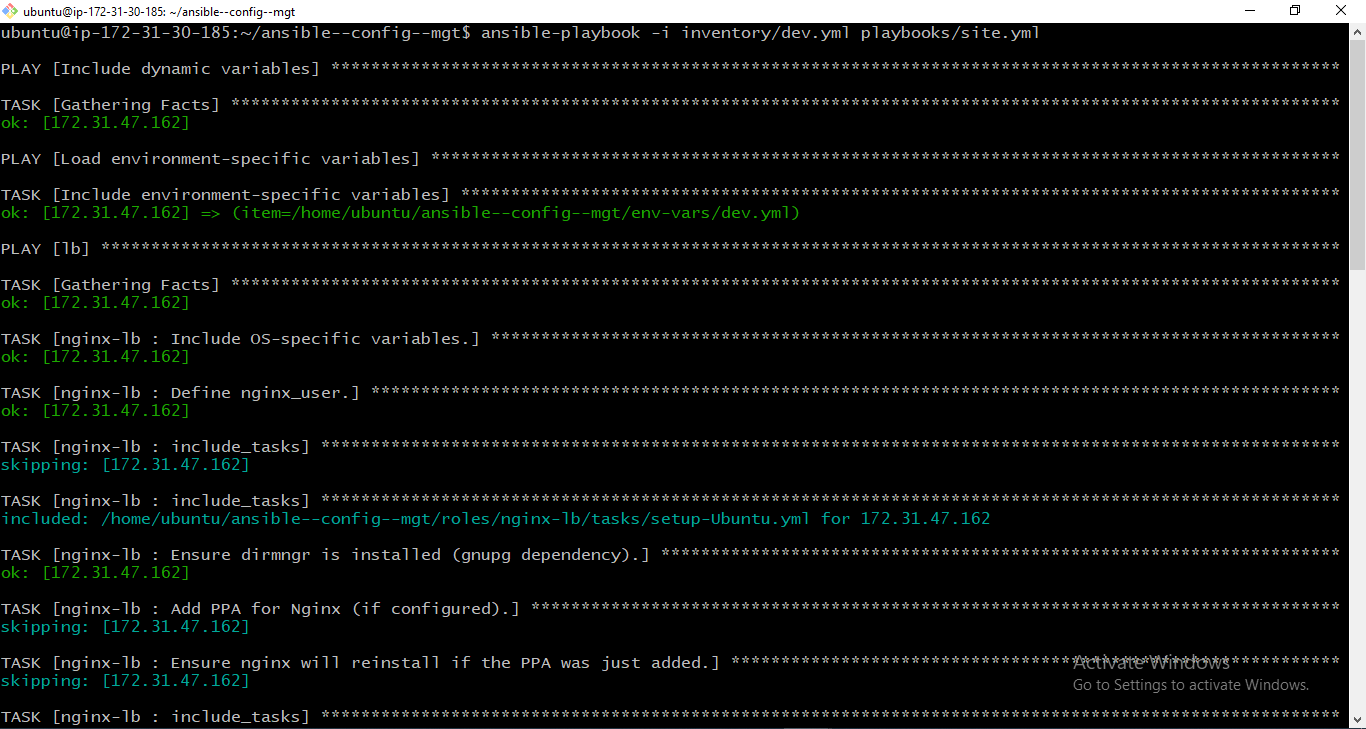 ubuntu@ip-172-31-30-185: ~/ansible--config--mgt
ubuntu@ip-172-31-30-185:~/ansible--config--mgt$ ansible-playbook -i inventory/dev.yml playbooks/site.yml
PLAY [Include dynamic variables] *****************************************************************************************************
TASK [Gathering Facts] ***************************************************************************************************************
ok: [172.31.47.162]
PLAY [Load environment-specific variables] *******************************************************************************************
TASK [Include environment-specific variables] ****************************************************************************************
ok: [172.31.47.162] => (item=/home/ubuntu/ansible--config--mgt/env-vars/dev.yml)
PLAY [lb] ****************************************************************************************************************************
TASK [Gathering Facts] ***************************************************************************************************************
ok: [172.31.47.162]
TASK [nginx-lb : Include OS-specific variables.] *************************************************************************************
ok: [172.31.47.162]
TASK [nginx-lb : Define nginx_user.] *************************************************************************************************
ok: [172.31.47.162]
TASK [nginx-lb : include_tasks] ******************************************************************************************************
skipping: [172.31.47.162]
TASK [nginx-lb : include_tasks] ******************************************************************************************************
included: /home/ubuntu/ansible--config--mgt/roles/nginx-lb/tasks/setup-Ubuntu.yml for 172.31.47.162
TASK [nginx-lb : Ensure dirmngr is installed (gnupg dependency).] ********************************************************************
ok: [172.31.47.162]
TASK [nginx-lb : Add PPA for Nginx (if configured).] *********************************************************************************
skipping: [172.31.47.162]
TASK [nginx-lb : Ensure nginx will reinstall if the PPA was just added.] *************************************************************
skipping: [172.31.47.162]
Activate Windows
Go to Settings to activate Windows.
TASK [nginx-lb : include_tasks] ******************************************************************************************************